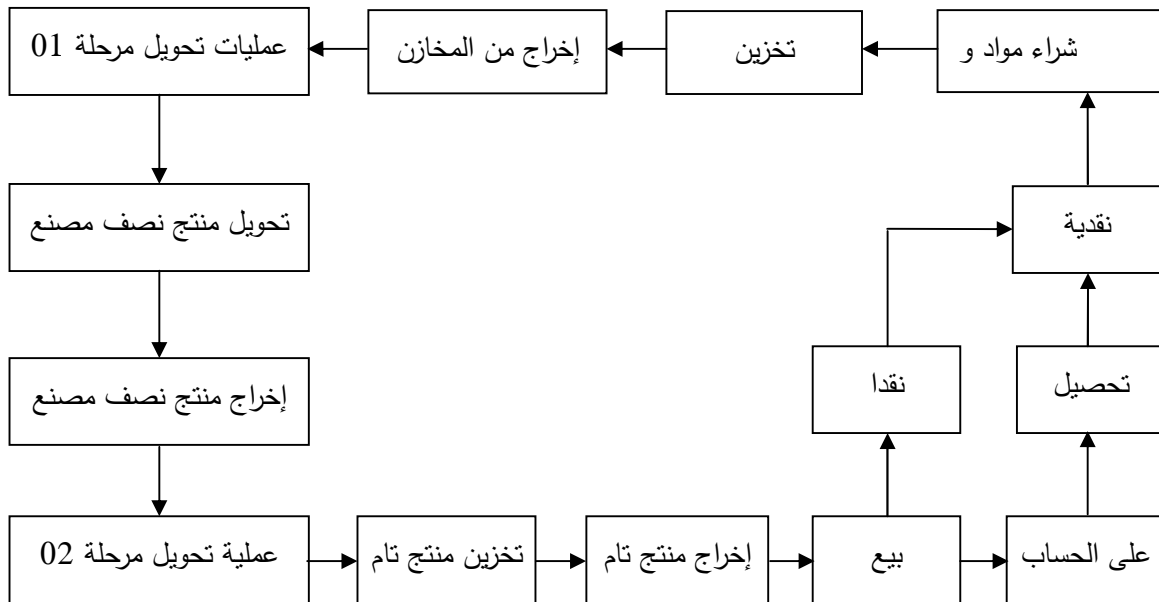 شراء مواد و
تخزين
إخراج من المخازن
عمليات تحويل مرحلة 01
تحويل منتج نصف مصنع
نقدية
إخراج منتج نصف مصنع
نقدا
تحصيل
عملية تحويل مرحلة 02
تخزين منتج تام
إخراج منتج تام
بيع
على الحساب